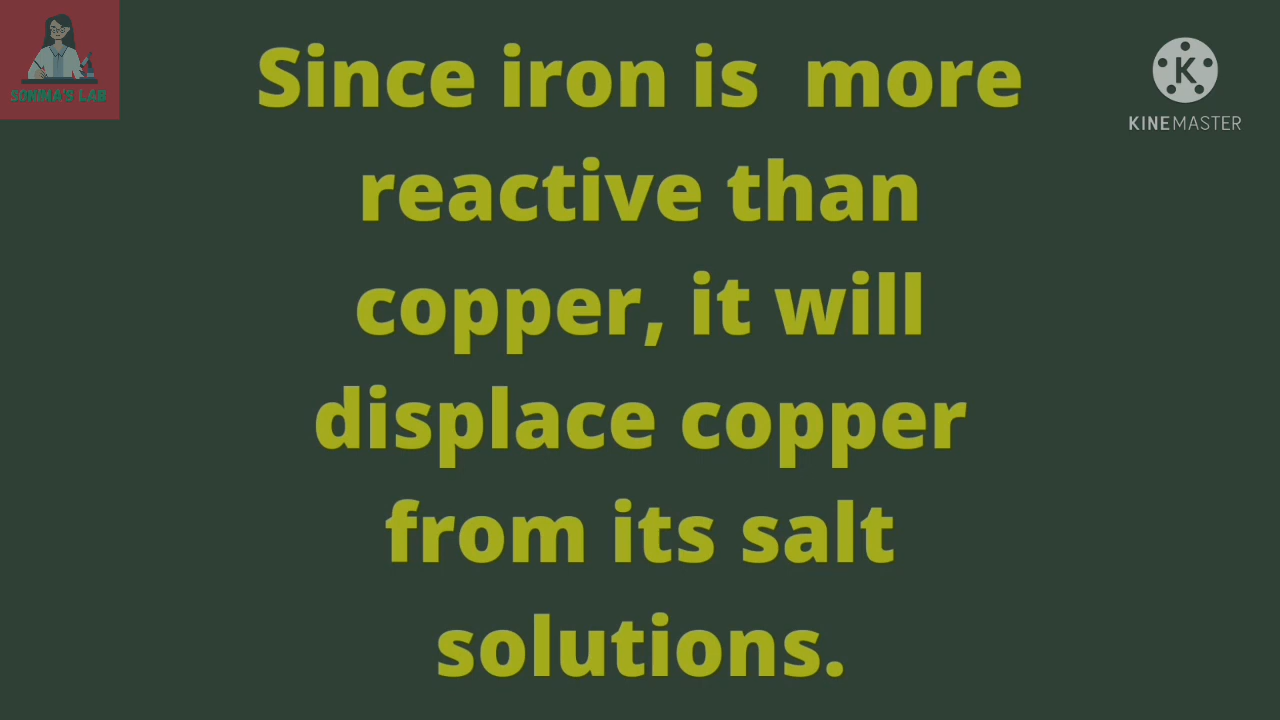 Since iron is  more
reactive than
copper, it will
displace copper
from its salt
solutions.
SONIMA'S LAB
K
KINEMASTER